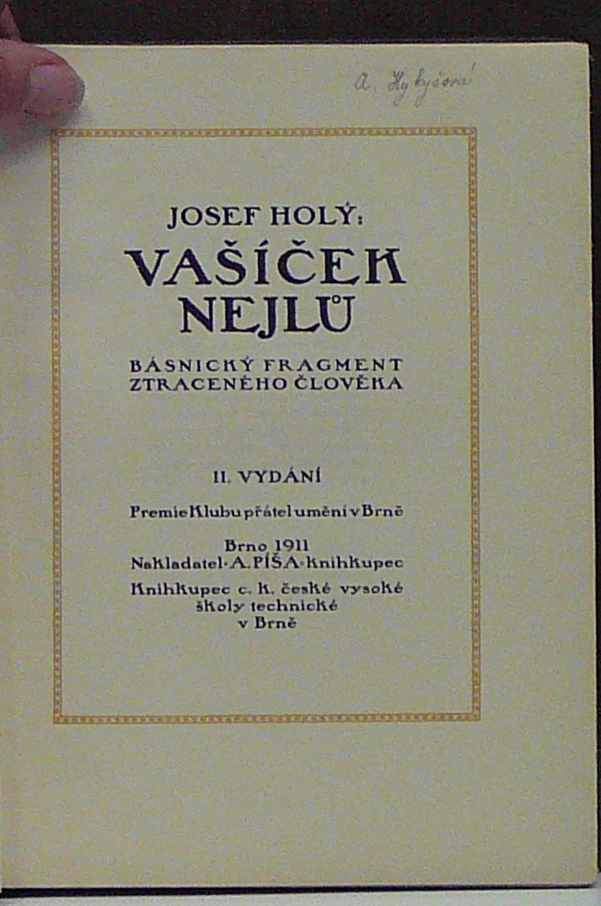 A. Hykyšová
JOSEF HOLÝ:
VAŠÍČEK
NEJLŮ
BÁSNICKÝ FRAGMENT
ZTRACENÉHO ČLOVĚKA
II. VYDÁNÍ
Premie Klubu přátel umění v Brně
Brno 1911
Nakladatel · A. PÍŠA · knihkupec
Knihkupec c. k. české vysoké
školy technické
v Brně